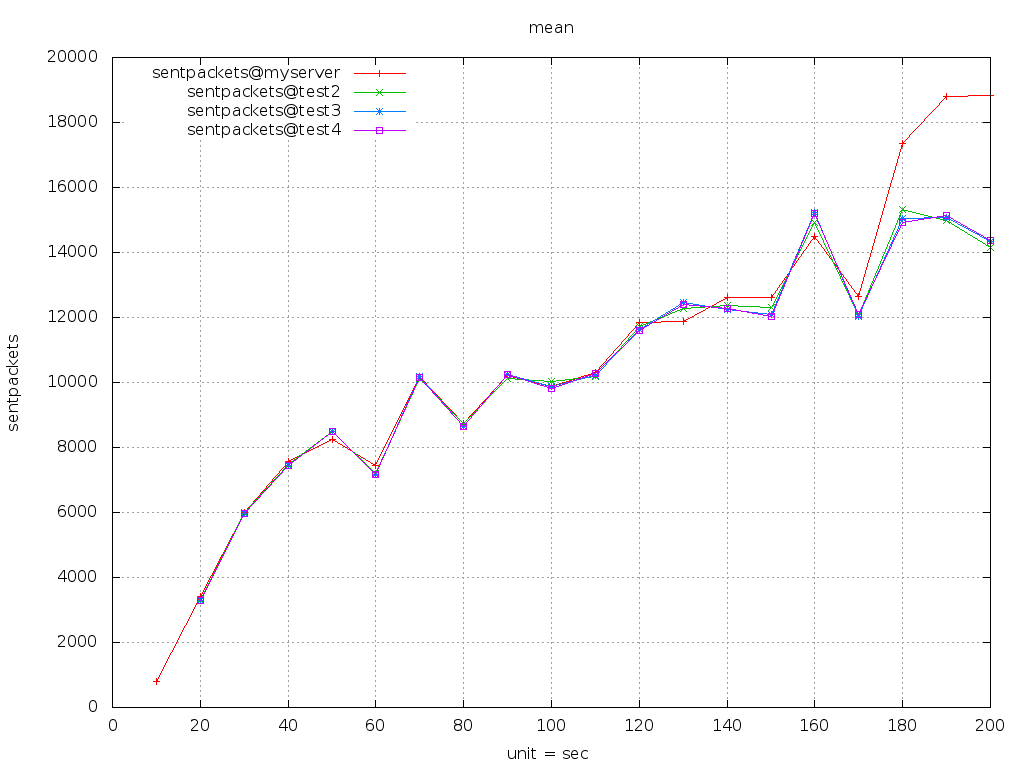 mean
20000
18000
16000
14000
12000
10000
8000
6000
4000
2000
0
sentpackets
sentpackets@myserver
sentpackets@test2
sentpackets@test3
sentpackets@test4
0 20 40 60 80 100 120 140 160 180 200
unit = sec